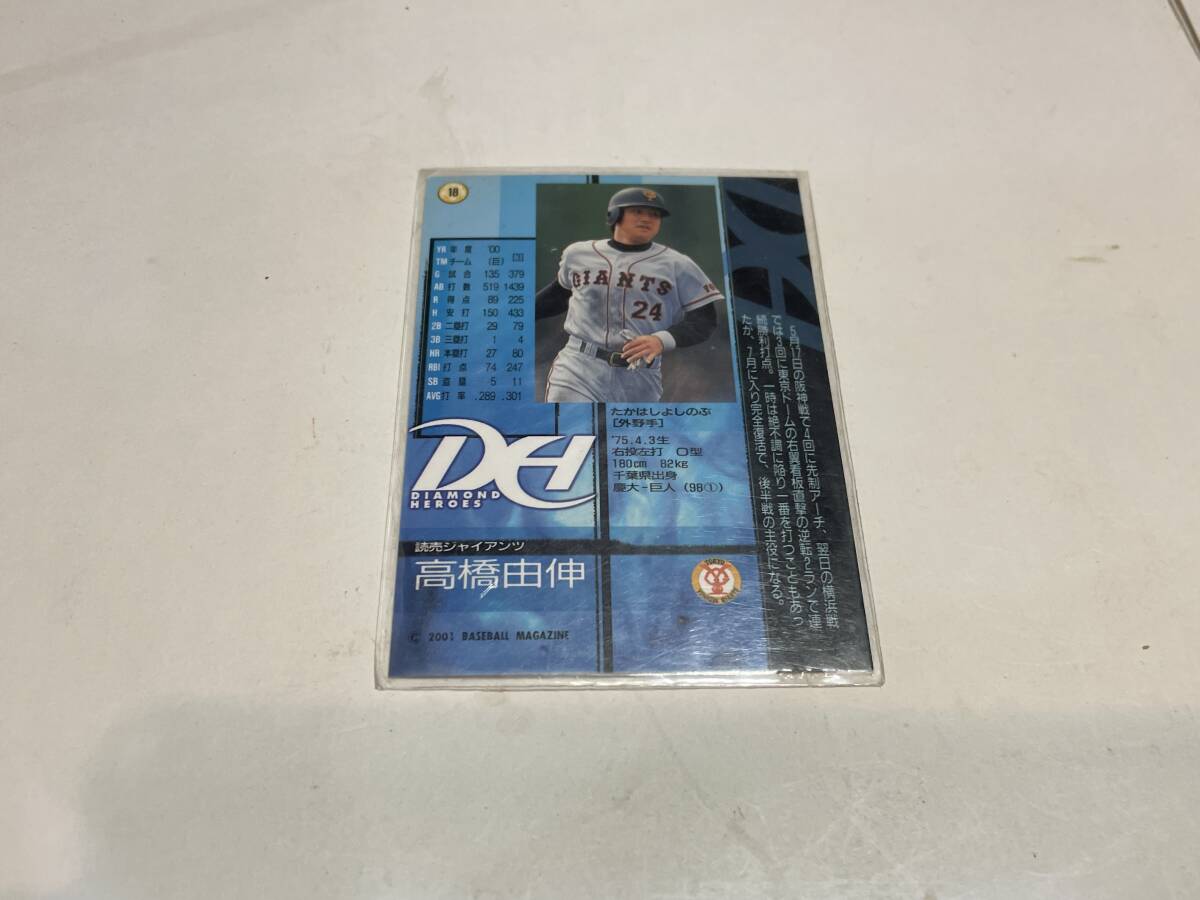 18
YR 年度 '00
TM チーム (巨)
G 試合 135 379
AB 打数 519 1439
R 得点 89 225
H 安打 150 433
2B 二塁打 29 79
3B 三塁打 1 4
HR 本塁打 27 80
RBI 打点 74 247
SB 盗塁 5 11
AVG 打率 .289 .301
GIANTS
24
たかはしよしのぶ
[外野手]
'75.4.3生
右投左打 O型
180cm 82kg
千葉県出身
慶大-巨人 (98①)
DH
DIAMOND
HEROES
読売ジャイアンツ
高橋由伸
TOKYO
© 2001 BASEBALL MAGAZINE
5月17日の阪神戦で4回に先制アーチ、翌日の横浜戦
では3回に東京ドームの右翼看板直撃の逆転2ランで連
続勝利打点。一時は絶不調に陥り一番を打つこともあっ
たが、7月に入り完全復活で、後半戦の主役になる。